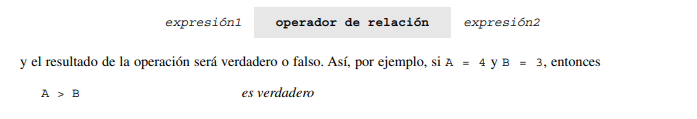 expresión1 operador de relación expresión2
y el resultado de la operación será verdadero o falso. Así, por ejemplo, si A = 4 y B = 3, entonces
A > B es verdadero